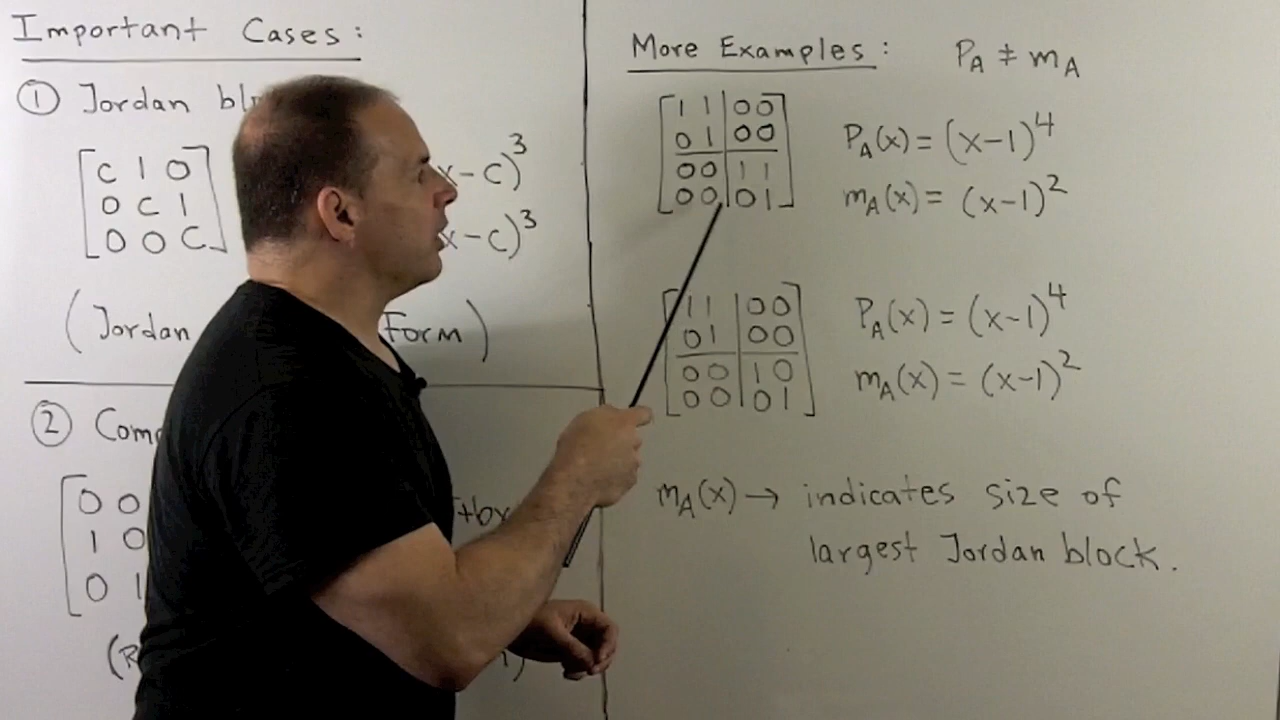 Important Cases:
① Jordan
[c 1 0]
[0 c 1]
[0 0 c]
x-c)³
x-c)³
(Jordan Form)
②
0 0
1 0
0 1
+bx
(R
)
More Examples: P_A ≠ m_A
[1 1 | 0 0]
[0 1 | 0 0]
[0 0 | 1 1]
[0 0 | 0 1]
P_A(x) = (x-1)⁴
m_A(x) = (x-1)²
[1 1 | 0 0]
[0 1 | 0 0]
[0 0 | 1 0]
[0 0 | 0 1]
P_A(x) = (x-1)⁴
m_A(x) = (x-1)²
m_A(x) → indicates size of
largest Jordan block.